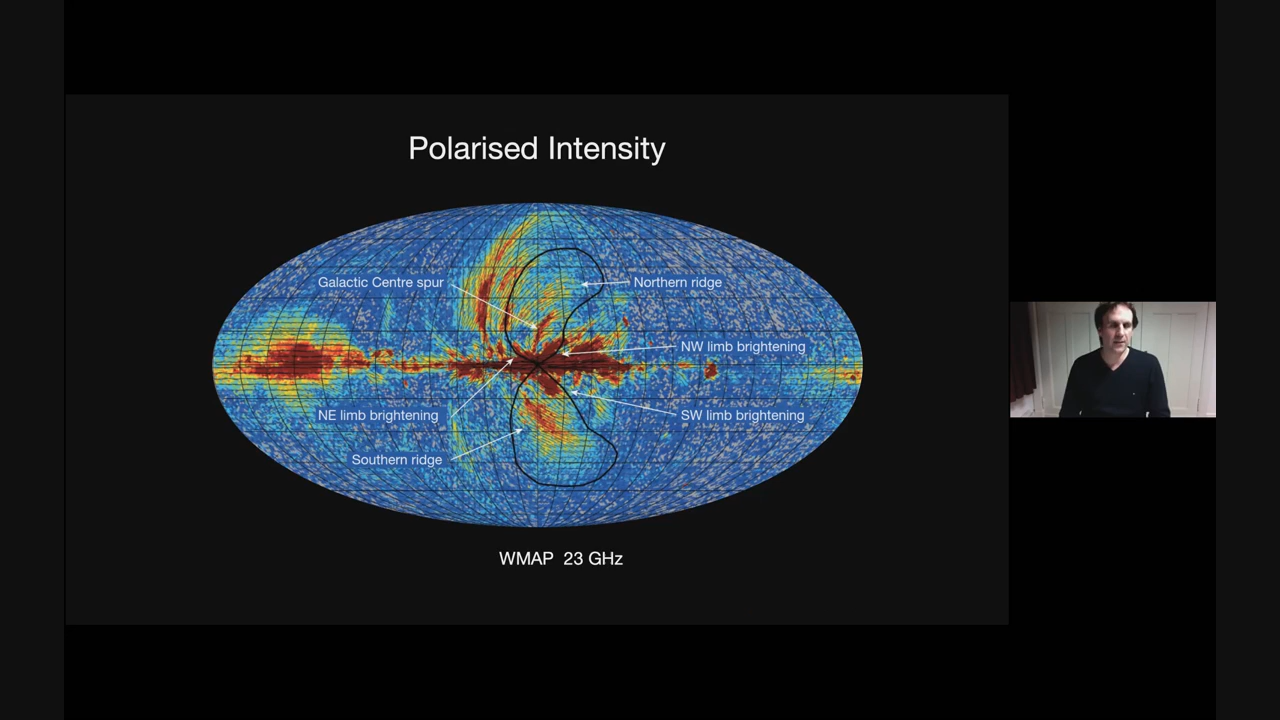 Polarised Intensity
Galactic Centre spur
Northern ridge
NW limb brightening
NE limb brightening
SW limb brightening
Southern ridge
WMAP 23 GHz